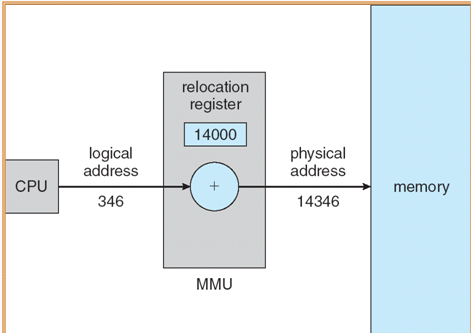 relocation
register
14000
logical
address
346
CPU
+
physical
address
14346
memory
MMU